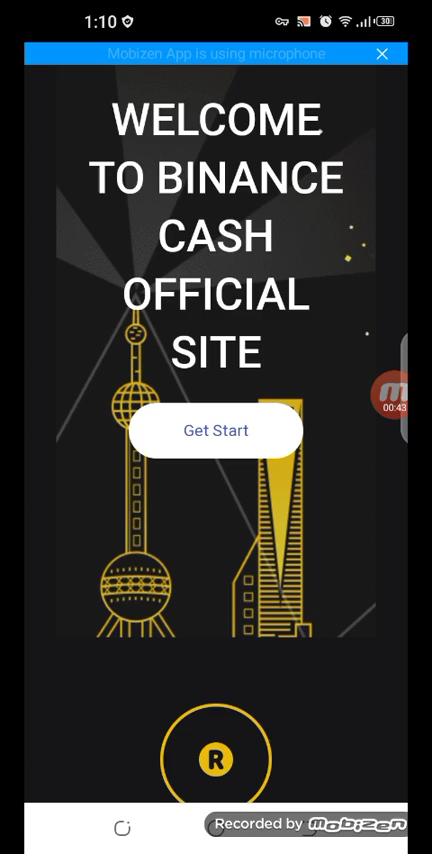 1:10
30
Mobizen App is using microphone
WELCOME
TO BINANCE
CASH
OFFICIAL
SITE
m
00:43
Get Start
R
Recorded by mobizen